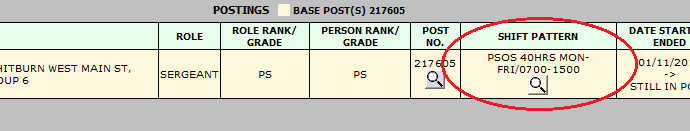 POSTINGS BASE POST(S) 217605
ROLE ROLE RANK/ GRADE PERSON RANK/ GRADE POST NO. SHIFT PATTERN DATE START ENDED
HITBURN WEST MAIN ST,
OUP 6
SERGEANT PS PS 217605
PSOS 40HRS MON-
FRI/0700-1500
01/11/20
->
STILL IN PO